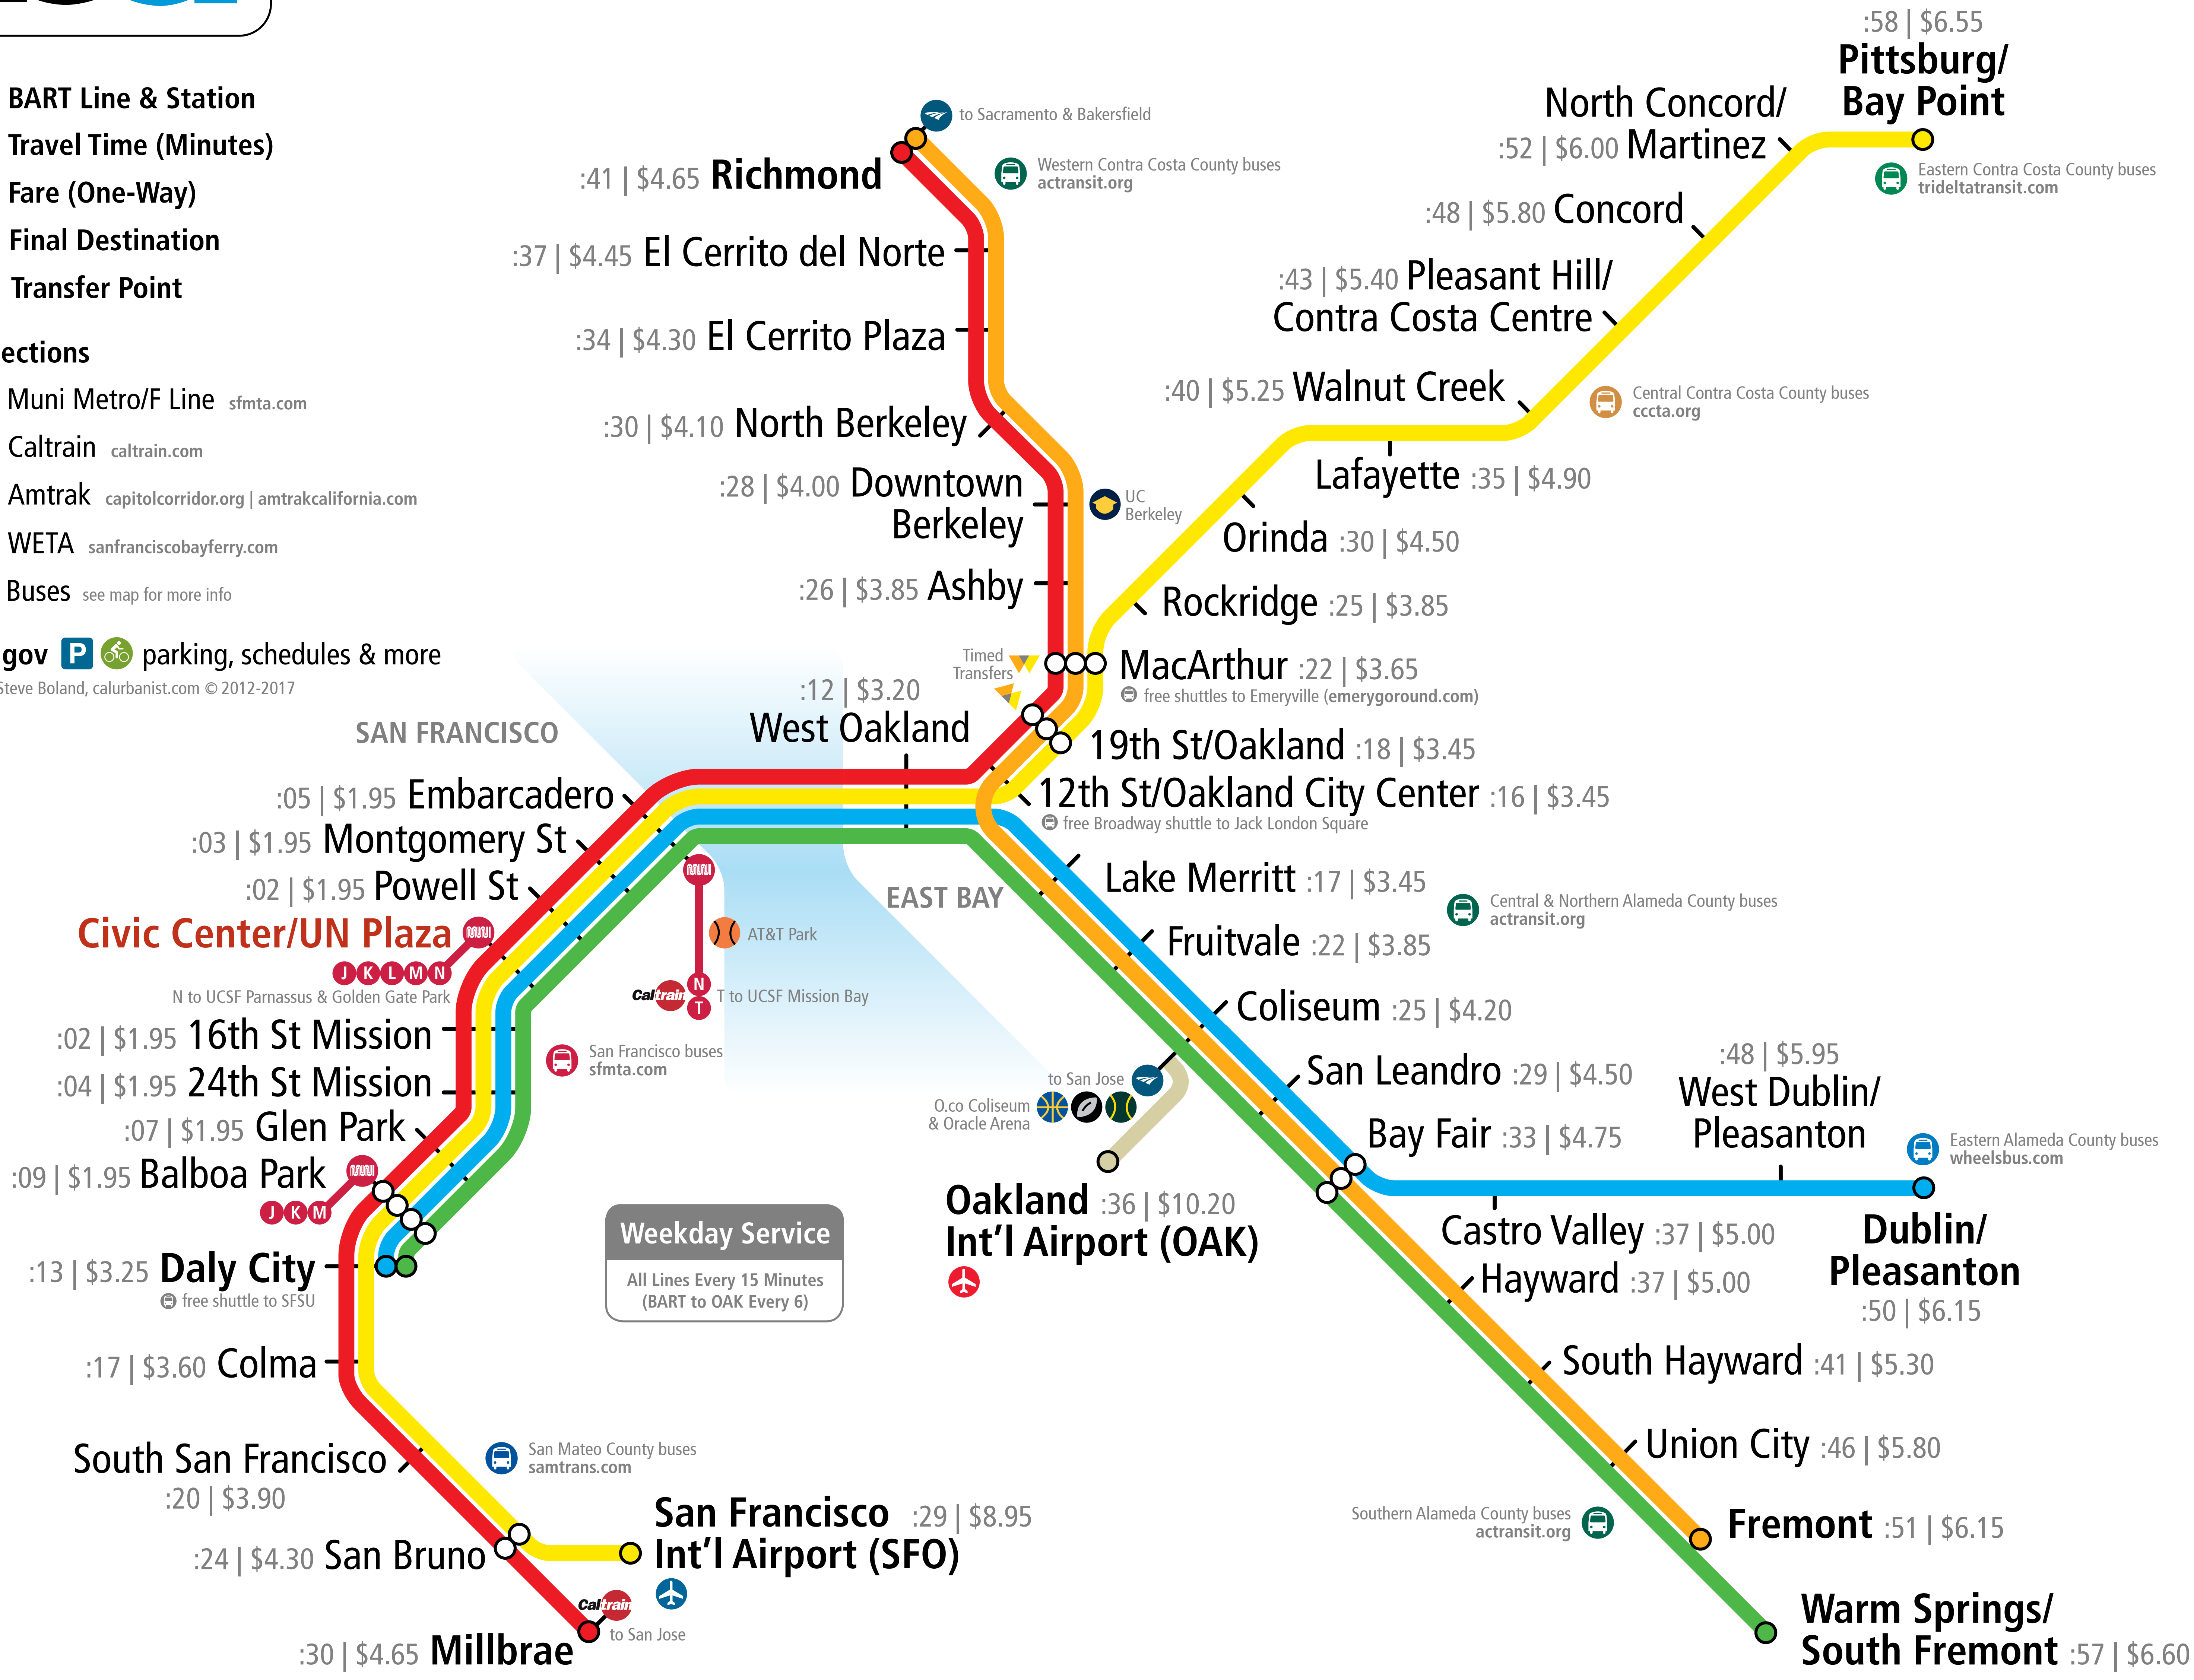 BART Line & Station
Travel Time (Minutes)
Fare (One-Way)
Final Destination
Transfer Point
ections
Muni Metro/F Line sfmta.com
Caltrain caltrain.com
Amtrak capitolcorridor.org | amtrakcalifornia.com
WETA sanfranciscobayferry.com
Buses see map for more info
gov P parking, schedules & more
Steve Boland, calurbanist.com © 2012-2017
:58 | $6.55
Pittsburg/
Bay Point
Eastern Contra Costa County buses
trideltatransit.com
North Concord/
:52 | $6.00 Martinez
:48 | $5.80 Concord
:43 | $5.40 Pleasant Hill/
Contra Costa Centre
:40 | $5.25 Walnut Creek
Central Contra Costa County buses
cccta.org
Lafayette :35 | $4.90
Orinda :30 | $4.50
Rockridge :25 | $3.85
to Sacramento & Bakersfield
:41 | $4.65 Richmond
Western Contra Costa County buses
actransit.org
:37 | $4.45 El Cerrito del Norte
:34 | $4.30 El Cerrito Plaza
:30 | $4.10 North Berkeley
:28 | $4.00 Downtown
Berkeley
UC
Berkeley
:26 | $3.85 Ashby
Timed
Transfers
MacArthur :22 | $3.65
free shuttles to Emeryville (emerygoround.com)
19th St/Oakland :18 | $3.45
12th St/Oakland City Center :16 | $3.45
free Broadway shuttle to Jack London Square
:12 | $3.20
West Oakland
SAN FRANCISCO
EAST BAY
:05 | $1.95 Embarcadero
:03 | $1.95 Montgomery St
:02 | $1.95 Powell St
Civic Center/UN Plaza
J K L M N
N to UCSF Parnassus & Golden Gate Park
AT&T Park
Caltrain N
T T to UCSF Mission Bay
:02 | $1.95 16th St Mission
:04 | $1.95 24th St Mission
San Francisco buses
sfmta.com
:07 | $1.95 Glen Park
:09 | $1.95 Balboa Park
J K M
:13 | $3.25 Daly City
free shuttle to SFSU
:17 | $3.60 Colma
South San Francisco
:20 | $3.90
San Mateo County buses
samtrans.com
:24 | $4.30 San Bruno
San Francisco :29 | $8.95
Int'l Airport (SFO)
Caltrain
to San Jose
:30 | $4.65 Millbrae
Weekday Service
All Lines Every 15 Minutes
(BART to OAK Every 6)
Lake Merritt :17 | $3.45
Central & Northern Alameda County buses
actransit.org
Fruitvale :22 | $3.85
Coliseum :25 | $4.20
to San Jose
O.co Coliseum
& Oracle Arena
Oakland :36 | $10.20
Int'l Airport (OAK)
San Leandro :29 | $4.50
Bay Fair :33 | $4.75
:48 | $5.95
West Dublin/
Pleasanton
Eastern Alameda County buses
wheelsbus.com
Castro Valley :37 | $5.00
Dublin/
Pleasanton
:50 | $6.15
Hayward :37 | $5.00
South Hayward :41 | $5.30
Union City :46 | $5.80
Southern Alameda County buses
actransit.org
Fremont :51 | $6.15
Warm Springs/
South Fremont :57 | $6.60